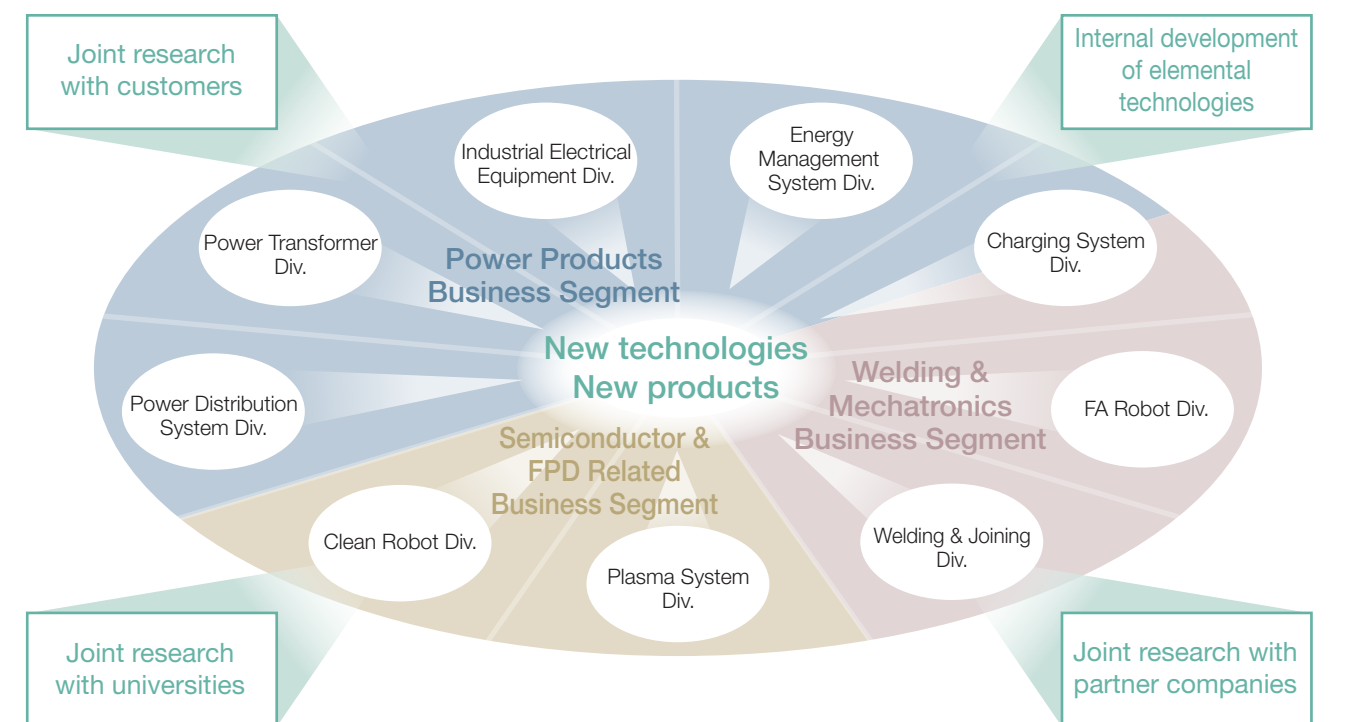 Joint research
with customers
Internal development
of elemental
technologies
Industrial Electrical
Equipment Div.
Energy
Management
System Div.
Power Transformer
Div.
Charging System
Div.
Power Products
Business Segment
New technologies
New products
Welding &
Mechatronics
Business Segment
Power Distribution
System Div.
FA Robot Div.
Semiconductor &
FPD Related
Business Segment
Clean Robot Div.
Welding & Joining
Div.
Plasma System
Div.
Joint research
with universities
Joint research with
partner companies